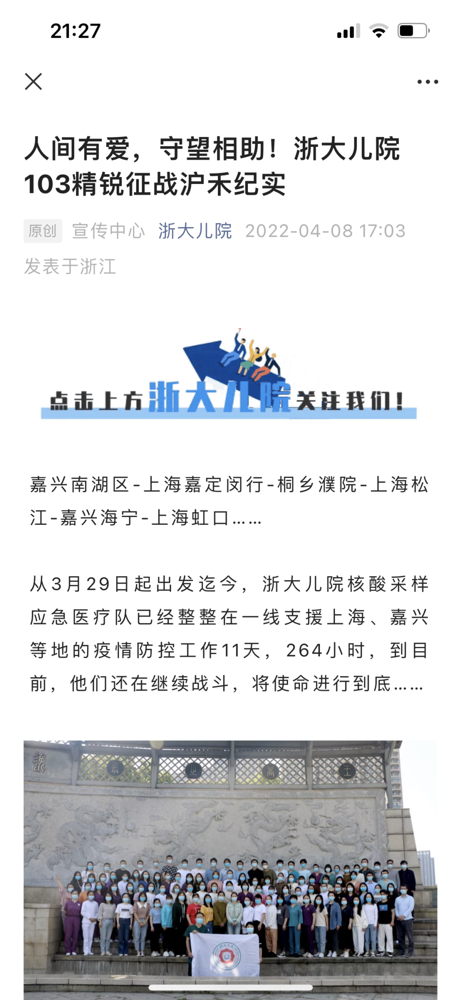 21:27
人间有爱，守望相助！浙大儿院
103精锐征战沪禾纪实
原创 宣传中心 浙大儿院 2022-04-08 17:03
发表于浙江
点击上方浙大儿院关注我们！
嘉兴南湖区-上海嘉定闵行-桐乡濮院-上海松
江-嘉兴海宁-上海虹口……
从3月29日起出发迄今，浙大儿院核酸采样
应急医疗队已经整整在一线支援上海、嘉兴
等地的疫情防控工作11天，264小时，到目
前，他们还在继续战斗，将使命进行到底……